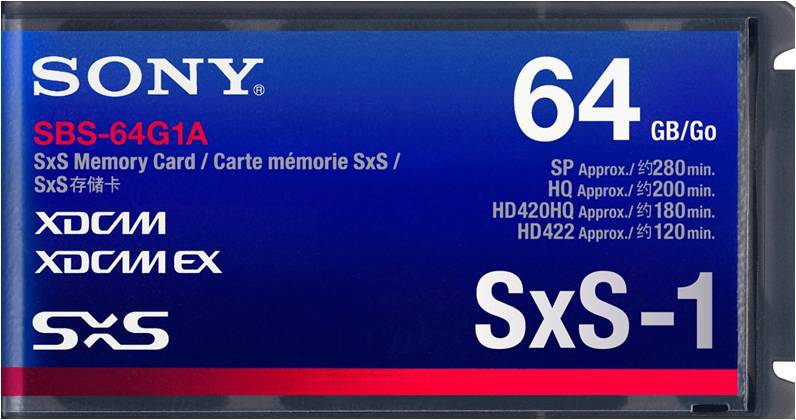 SONY®
64 GB/Go
SBS-64G1A
SxS Memory Card / Carte mémorie SxS /
SxS存储卡
SP Approx./约280min.
HQ Approx./约200min.
HD420HQ Approx./约180min.
HD422 Approx./约120min.
XDCAM
XDCAM EX
SxS
SxS-1